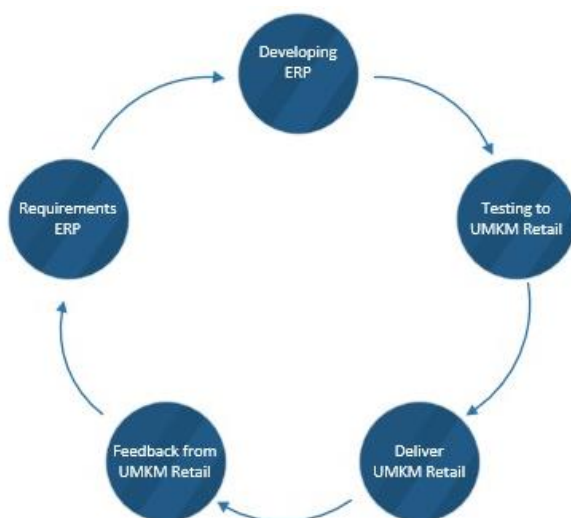 Developing
ERP
Requirements
ERP
Testing to
UMKM Retail
Feedback from
UMKM Retail
Deliver
UMKM Retail